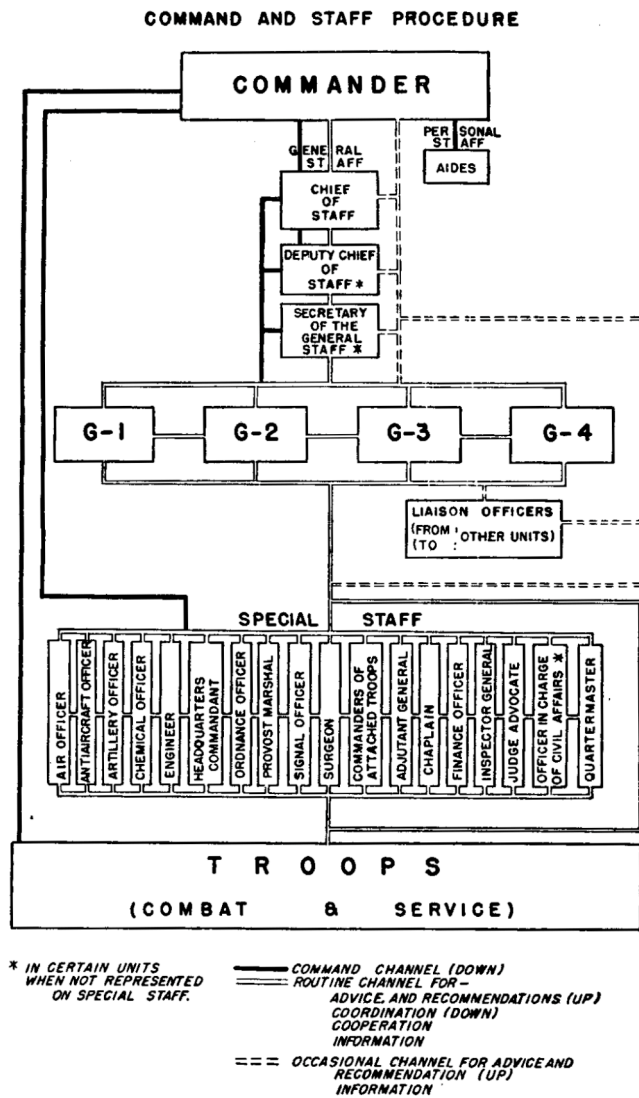 COMMAND AND STAFF PROCEDURE
COMMANDER
PERSONAL
STAFF
AIDES
GENERAL
STAFF
CHIEF
OF
STAFF
DEPUTY CHIEF
OF
STAFF *
SECRETARY
OF THE
GENERAL
STAFF *
G-1
G-2
G-3
G-4
LIAISON OFFICERS
(FROM : OTHER UNITS)
(TO :
SPECIAL STAFF
AIR OFFICER
ANTIAIRCRAFT OFFICER
ARTILLERY OFFICER
CHEMICAL OFFICER
ENGINEER
HEADQUARTERS
COMMANDANT
ORDNANCE OFFICER
PROVOST MARSHAL
SIGNAL OFFICER
SURGEON
COMMANDERS OF
ATTACHED TROOPS
ADJUTANT GENERAL
CHAPLAIN
FINANCE OFFICER
INSPECTOR GENERAL
JUDGE ADVOCATE
OFFICER IN CHARGE
OF CIVIL AFFAIRS *
QUARTERMASTER
TROOPS
(COMBAT & SERVICE)
* IN CERTAIN UNITS
WHEN NOT REPRESENTED
ON SPECIAL STAFF.
COMMAND CHANNEL (DOWN)
ROUTINE CHANNEL FOR-
ADVICE AND RECOMMENDATIONS (UP)
COORDINATION (DOWN)
COOPERATION
INFORMATION
OCCASIONAL CHANNEL FOR ADVICE AND
RECOMMENDATION (UP)
INFORMATION